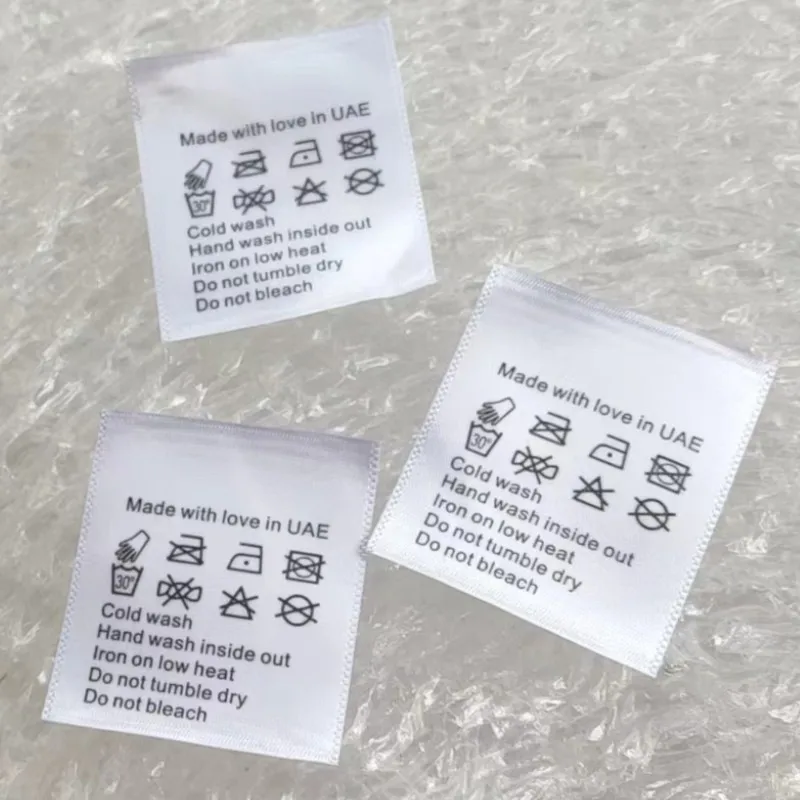 Made with love in UAE
30°
Cold wash
Hand wash inside out
Iron on low heat
Do not tumble dry
Do not bleach
Made with love in UAE
30°
Cold wash
Hand wash inside out
Iron on low heat
Do not tumble dry
Do not bleach
Made with love in UAE
30°
Cold wash
Hand wash inside out
Iron on low heat
Do not tumble dry
Do not bleach